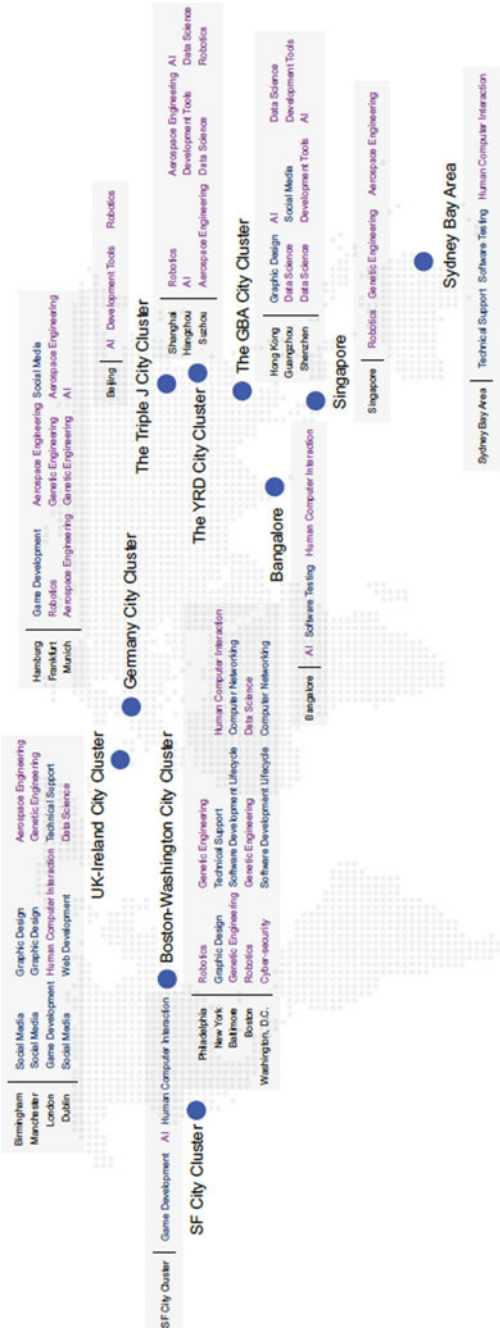 Birmingham Social Media Graphic Design Aerospace Engineering
Manchester Social Media Graphic Design Genetic Engineering
London Game Development Human Computer Interaction Technical Support
Dublin Social Media Web Development Data Science
UK-Ireland City Cluster
Hamburg Game Development Aerospace Engineering Social Media
Frankfurt Robotics Genetic Engineering Aerospace Engineering
Munich Aerospace Engineering Genetic Engineering AI
Germany City Cluster
Beijing AI Development Tools Robotics
The Triple J City Cluster
Shanghai Robotics Aerospace Engineering AI
Hangzhou AI Development Tools Data Science
Suzhou Aerospace Engineering Data Science Robotics
The YRD City Cluster
Hong Kong Graphic Design AI Data Science
Guangzhou Data Science Social Media Development Tools
Shenzhen Data Science Development Tools AI
The GBA City Cluster
SF City Cluster Game Development AI Human Computer Interaction
SF City Cluster
Boston-Washington City Cluster
Philadelphia Robotics Genetic Engineering Human Computer Interaction
New York Graphic Design Technical Support Computer Networking
Baltimore Genetic Engineering Software Development Lifecycle Data Science
Boston Robotics Genetic Engineering Computer Networking
Washington, D.C. Cyber-security Software Development Lifecycle
Bangalore
Bangalore AI Software Testing Human Computer Interaction
Singapore
Singapore Robotics Genetic Engineering Aerospace Engineering
Sydney Bay Area
Sydney Bay Area Technical Support Software Testing Human Computer Interaction